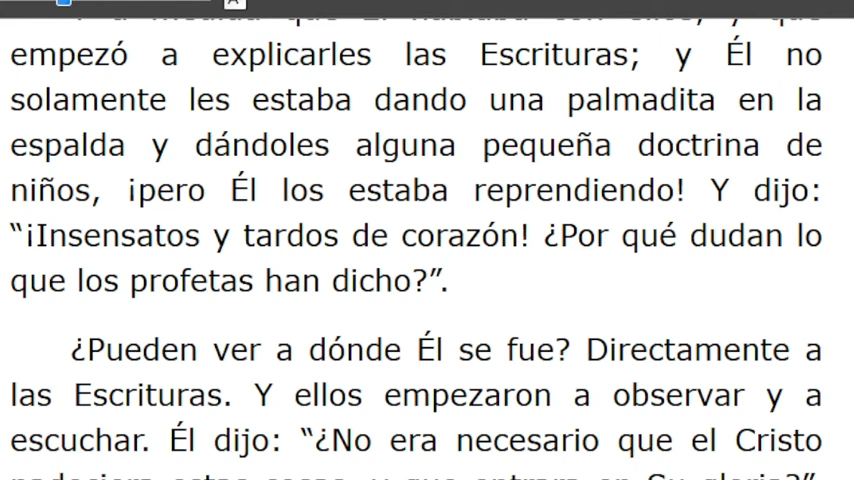 empezó a explicarles las Escrituras; y Él no
solamente les estaba dando una palmadita en la
espalda y dándoles alguna pequeña doctrina de
niños, ¡pero Él los estaba reprendiendo! Y dijo:
“¡Insensatos y tardos de corazón! ¿Por qué dudan lo
que los profetas han dicho?”.
¿Pueden ver a dónde Él se fue? Directamente a
las Escrituras. Y ellos empezaron a observar y a
escuchar. Él dijo: “¿No era necesario que el Cristo